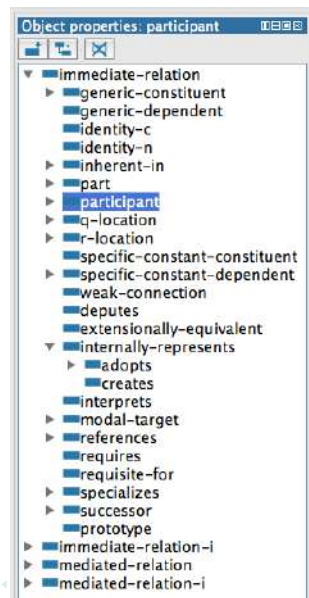 Object properties: participant
immediate-relation
generic-constituent
generic-dependent
identity-c
identity-n
inherent-in
part
participant
q-location
r-location
specific-constant-constituent
specific-constant-dependent
weak-connection
deputes
extensionally-equivalent
internally-represents
adopts
creates
interprets
modal-target
references
requires
requisite-for
specializes
successor
prototype
immediate-relation-i
mediated-relation
mediated-relation-i